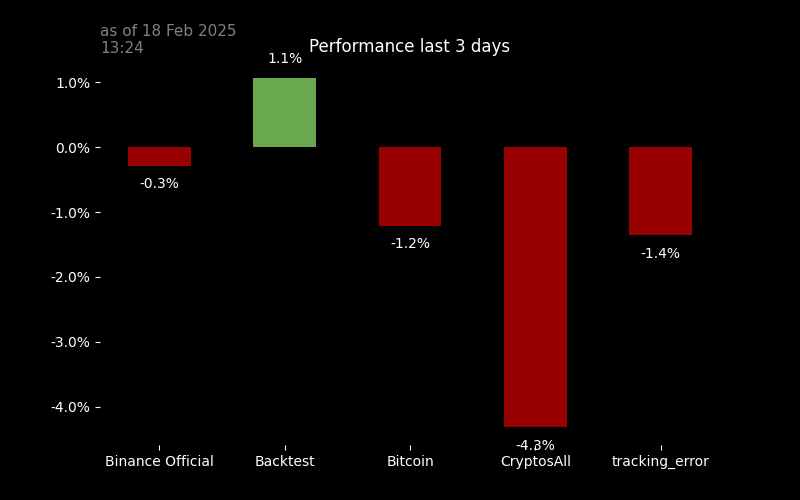 as of 18 Feb 2025
13:24
Performance last 3 days
1.1%
1.0%
0.0%
-0.3%
-1.0%
-1.2%
-1.4%
-2.0%
-3.0%
-4.0%
-4.3%
Binance Official
Backtest
Bitcoin
CryptosAll
tracking_error